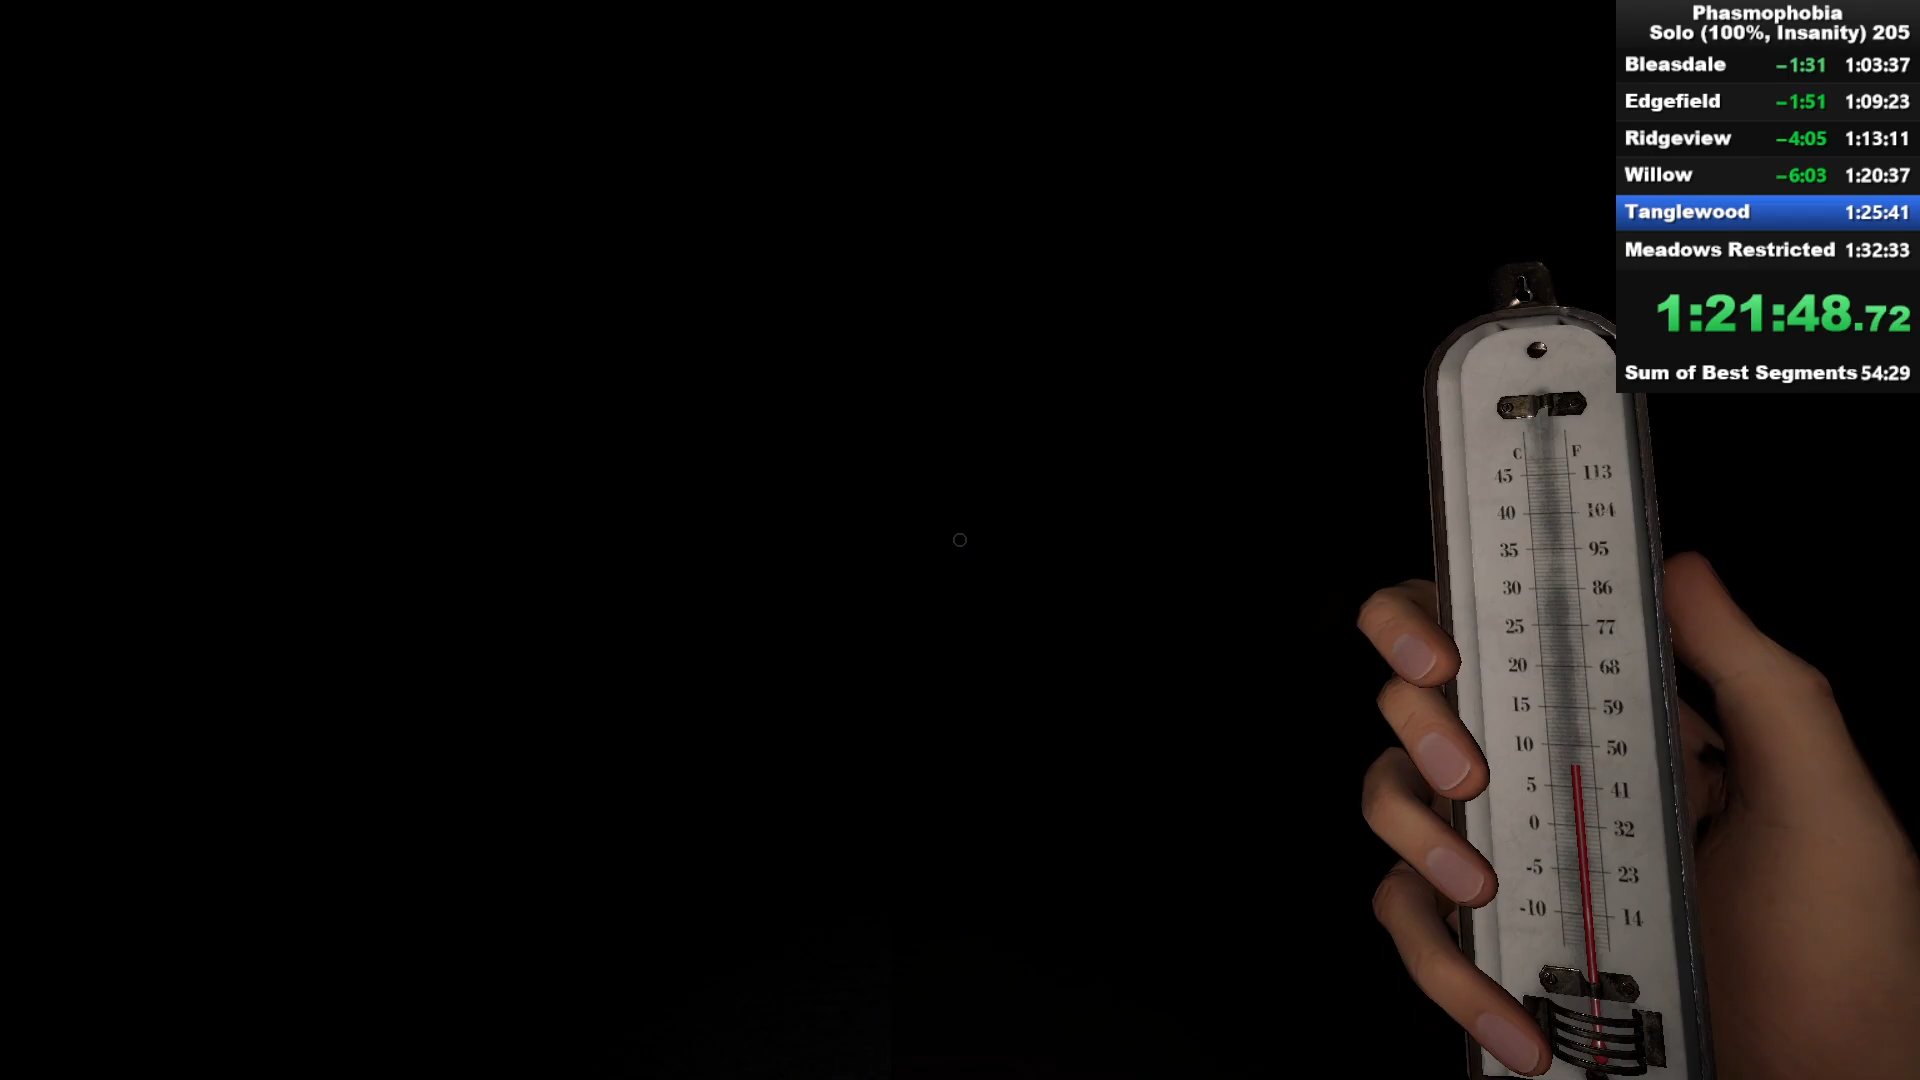 Phasmophobia
Solo (100%, Insanity) 205
Bleasdale −1:31 1:03:37
Edgefield −1:51 1:09:23
Ridgeview −4:05 1:13:11
Willow −6:03 1:20:37
Tanglewood 1:25:41
Meadows Restricted 1:32:33
1:21:48.72
Sum of Best Segments 54:29
C F
45 113
40 104
35 95
30 86
25 77
20 68
15 59
10 50
5 41
0 32
-5 23
-10 14